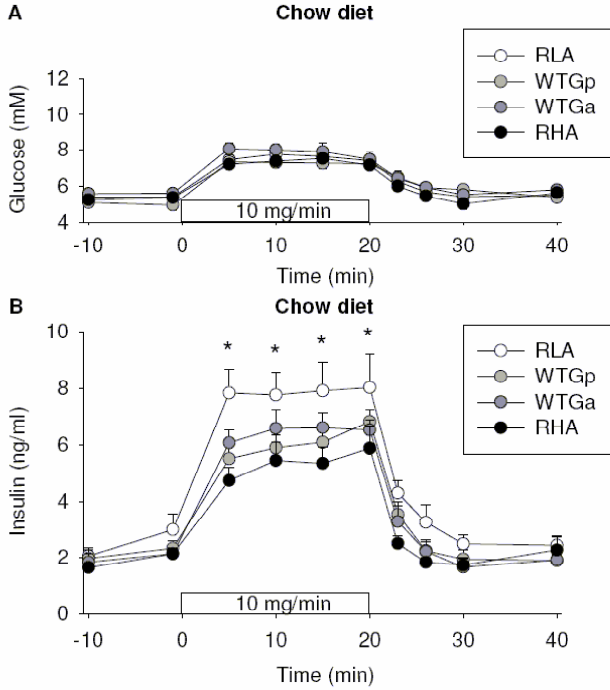 A
Chow diet
RLA
WTGp
WTGa
RHA
Glucose (mM)
12
10
8
6
4
10 mg/min
-10 0 10 20 30 40
Time (min)
B
Chow diet
RLA
WTGp
WTGa
RHA
Insulin (ng/ml)
10
8
6
4
2
0
* * * *
10 mg/min
-10 0 10 20 30 40
Time (min)